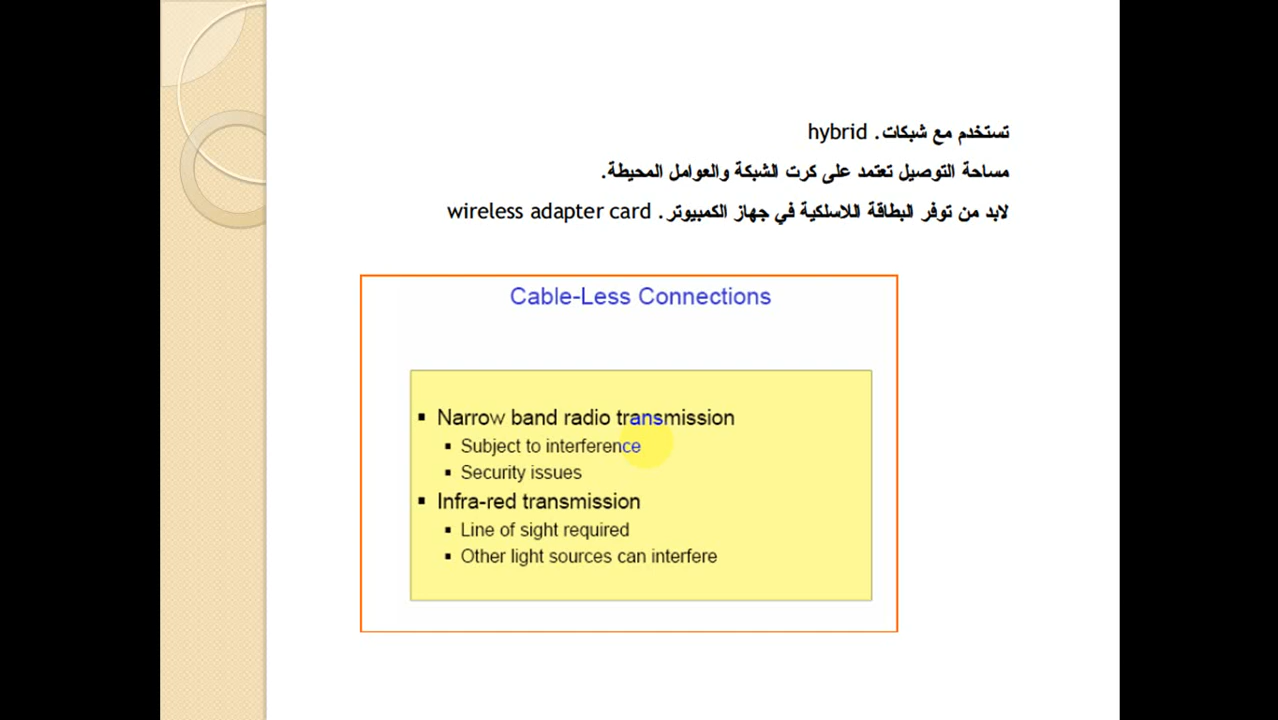 تستخدم مع شبكات. hybrid
مساحة التوصيل تعتمد على كرت الشبكة والعوامل المحيطة.
لابد من توفر البطاقة اللاسلكية في جهاز الكمبيوتر. wireless adapter card
Cable-Less Connections
▪ Narrow band radio transmission
▪ Subject to interference
▪ Security issues
▪ Infra-red transmission
▪ Line of sight required
▪ Other light sources can interfere